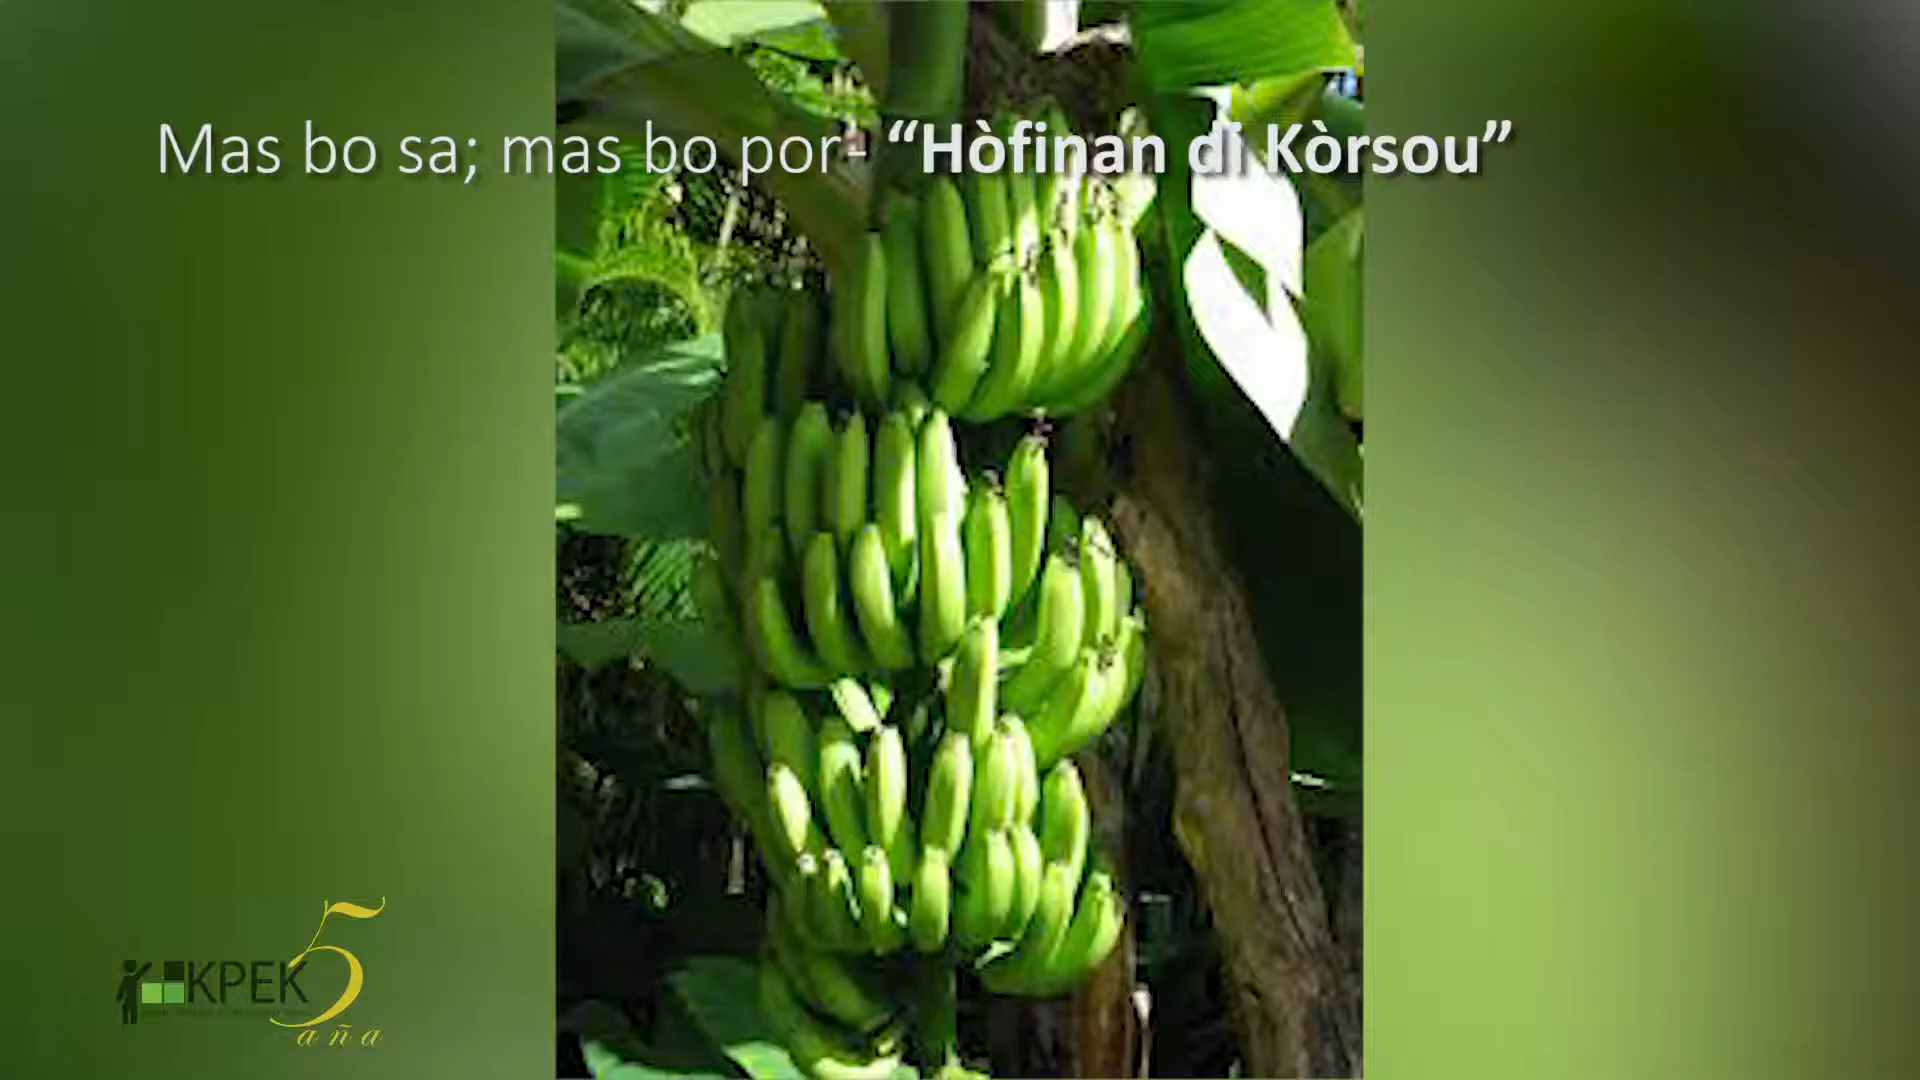 Mas bo sa; mas bo por- “Hòfinan di Kòrsou”
KPEK
5
aña